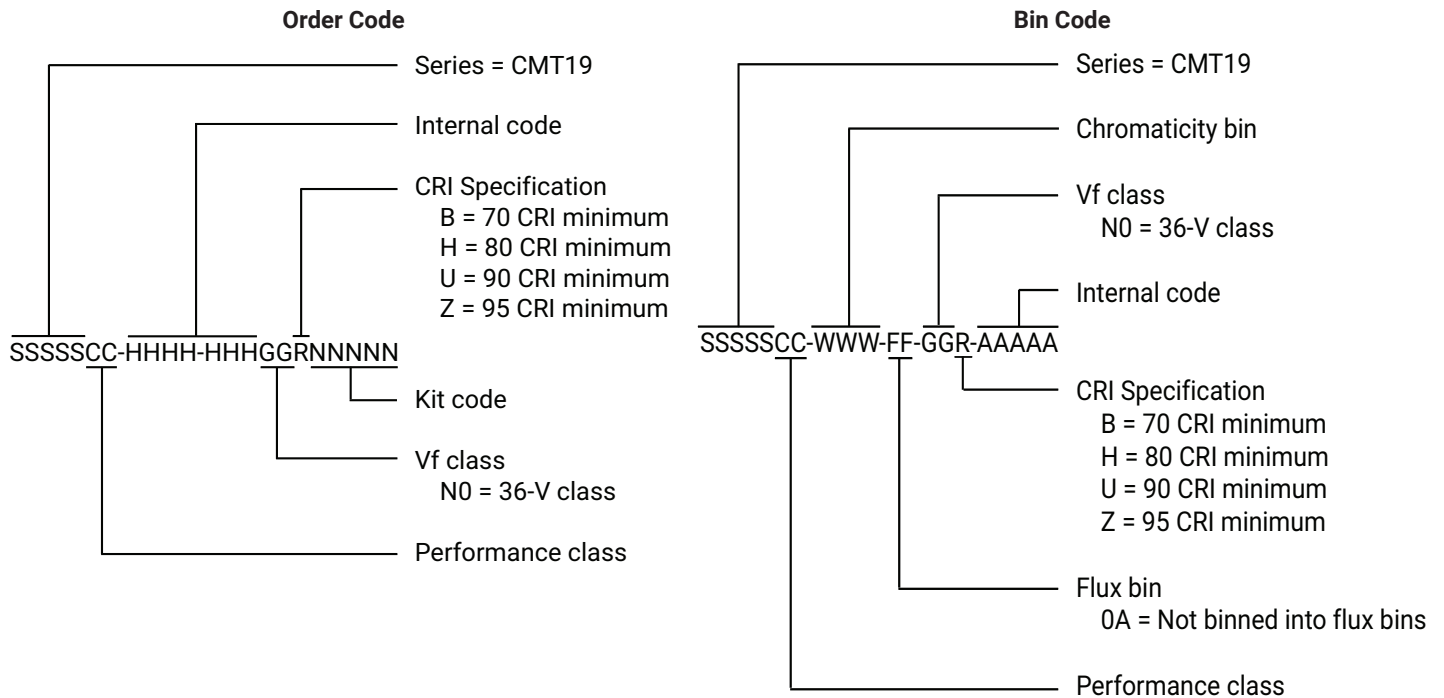 Order Code
Series = CMT19
Internal code
CRI Specification
B = 70 CRI minimum
H = 80 CRI minimum
U = 90 CRI minimum
Z = 95 CRI minimum
SSSSSCC-HHHH-HHHGGRNNNNN
Kit code
Vf class
N0 = 36-V class
Performance class
Bin Code
Series = CMT19
Chromaticity bin
Vf class
N0 = 36-V class
Internal code
SSSSSCC-WWW-FF-GGR-AAAAA
CRI Specification
B = 70 CRI minimum
H = 80 CRI minimum
U = 90 CRI minimum
Z = 95 CRI minimum
Flux bin
0A = Not binned into flux bins
Performance class